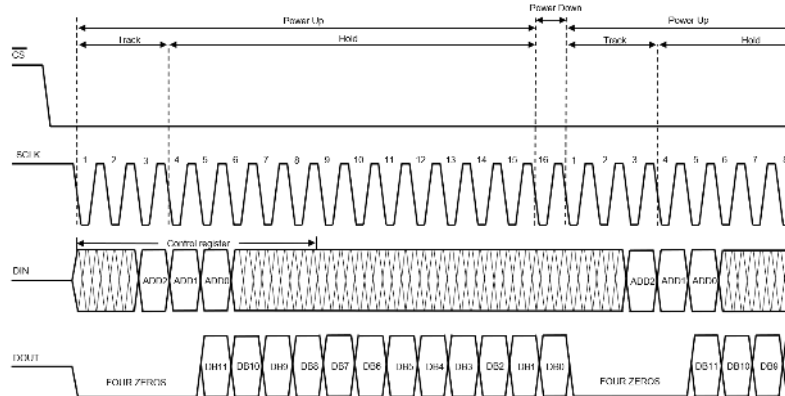 Power Down
Power Up Power Up
Track Hold Track Hold
CS
SCLK 1 2 3 4 5 6 7 8 9 10 11 12 13 14 15 16 1 2 3 4 5 6 7 8
Control register
DIN ADD2 ADD1 ADD0 ADD2 ADD1 ADD0
DOUT FOUR ZEROS DB11 DB10 DB9 DB8 DB7 DB6 DB5 DB4 DB3 DB2 DB1 DB0 FOUR ZEROS DB11 DB10 DB9